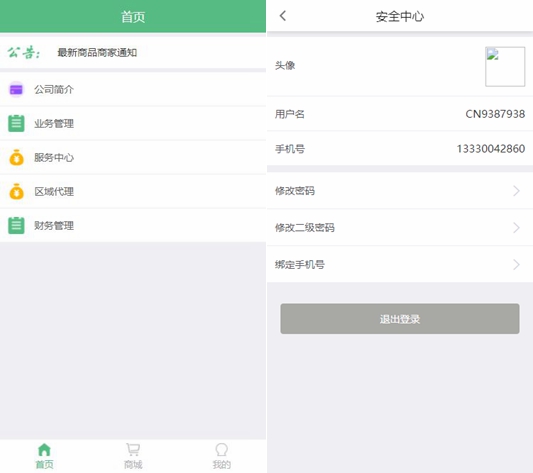 首页
公告：
最新商品商家通知
公司简介
业务管理
服务中心
区域代理
财务管理
首页
商城
我的
安全中心
头像
用户名 CN9387938
手机号 13330042860
修改密码
修改二级密码
绑定手机号
退出登录